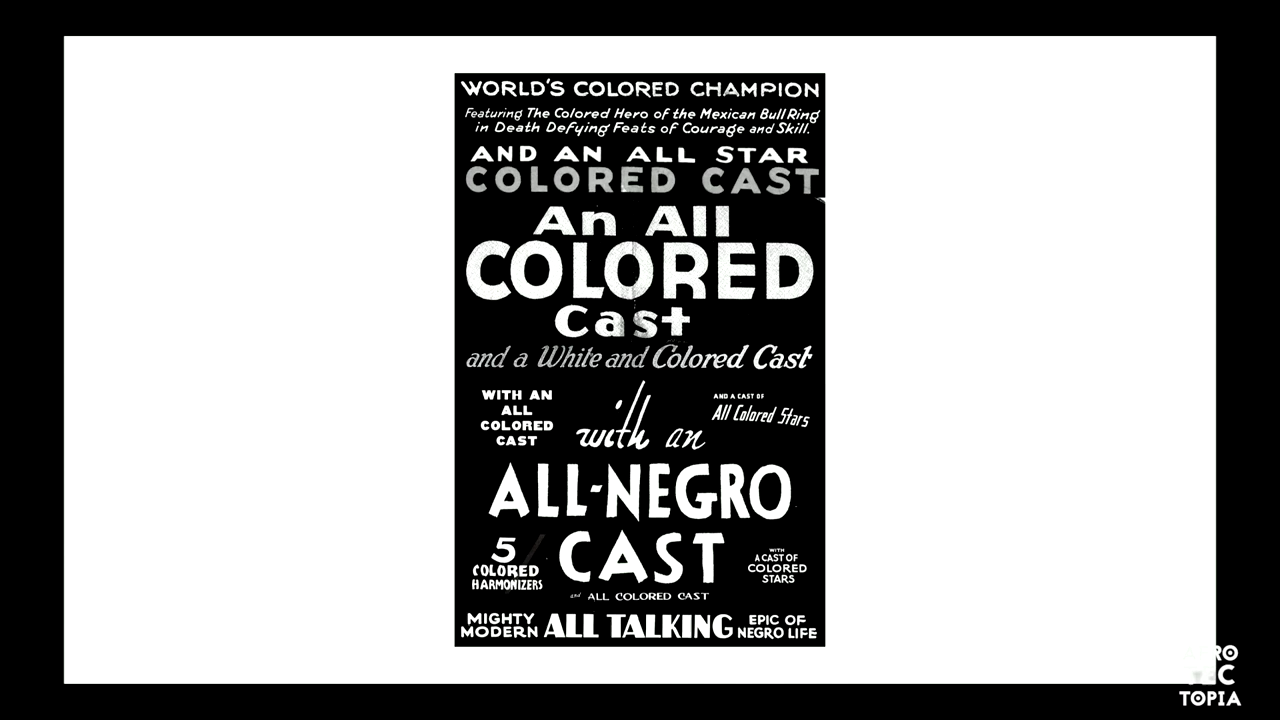 WORLD'S COLORED CHAMPION
Featuring The Colored Hero of the Mexican Bull Ring
in Death Defying Feats of Courage and Skill.
AND AN ALL STAR
COLORED CAST
An All
COLORED
Cast
and a White and Colored Cast
WITH AN
ALL
COLORED
CAST
with an
AND A CAST OF
All Colored Stars
ALL-NEGRO
CAST
5
COLORED
HARMONIZERS
WITH
A CAST OF
COLORED
STARS
and ALL COLORED CAST
MIGHTY
MODERN
ALL TALKING
EPIC OF
NEGRO LIFE
TOPIA